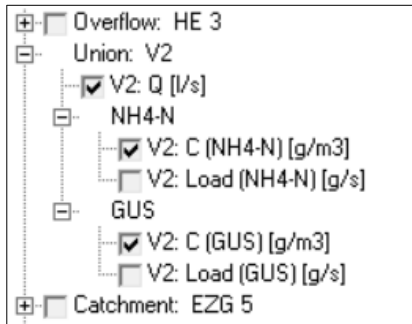 Overflow: HE 3
Union: V2
V2: Q [l/s]
NH4-N
V2: C (NH4-N) [g/m3]
V2: Load (NH4-N) [g/s]
GUS
V2: C (GUS) [g/m3]
V2: Load (GUS) [g/s]
Catchment: EZG 5